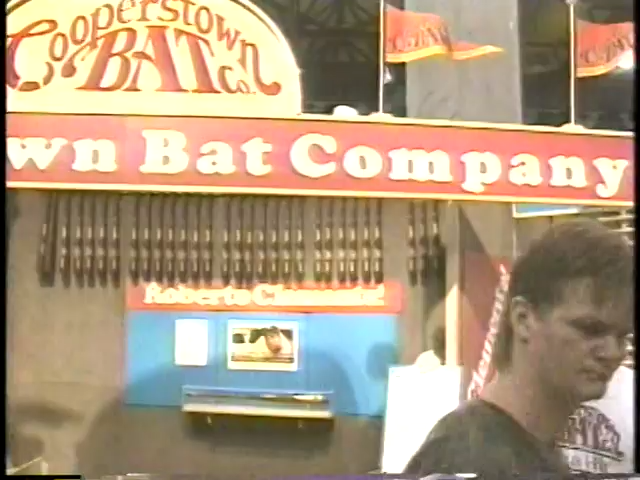 Cooperstown
BAT
Co.
wn Bat Company
Roberto Clemente!